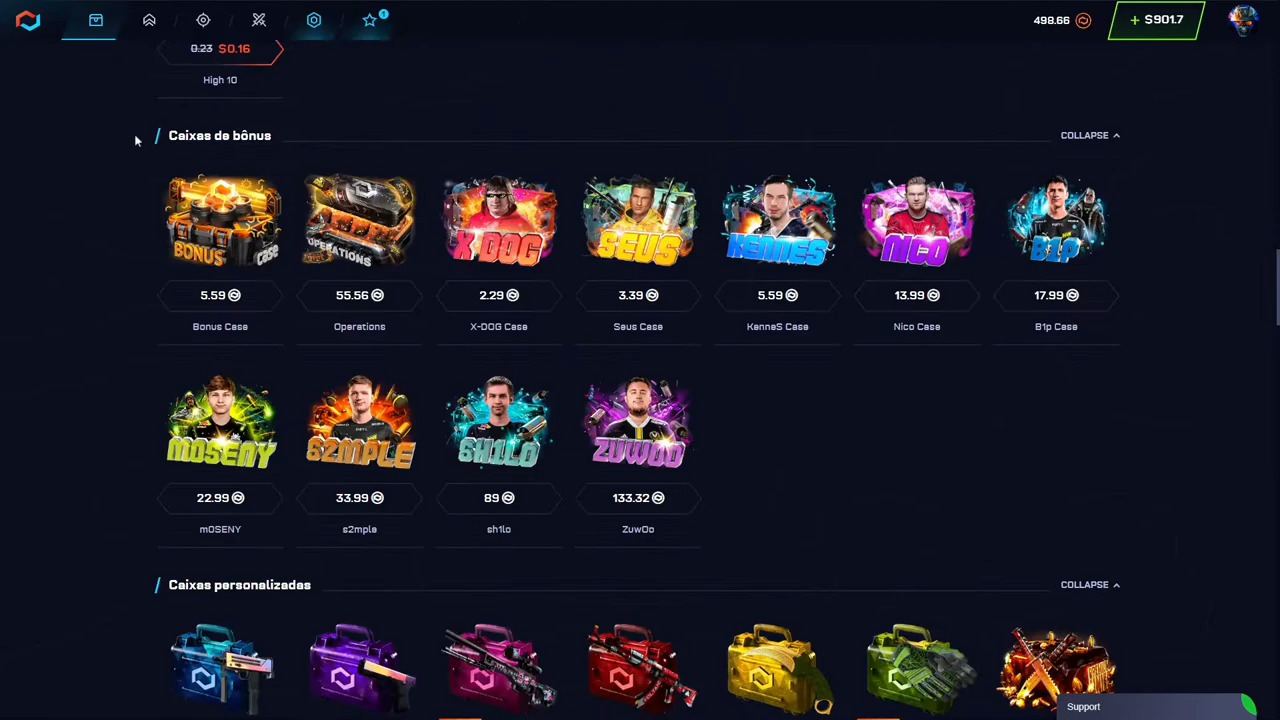 1
498.66
+ $901.7
0.23 $0.16
High 10
Caixas de bônus
COLLAPSE
BONUS case
OPERATIONS
X-DOG
SEUS
KENNES
NICO
B1P
5.59
55.56
2.29
3.39
5.59
13.99
17.99
Bonus Case
Operations
X-DOG Case
Seus Case
KenneS Case
Nico Case
B1p Case
M0SENY
S2MPLE
SH1LO
ZUWOO
22.99
33.99
89
133.32
m0SENY
s2mple
sh1lo
ZuwOo
Caixas personalizadas
COLLAPSE
Support